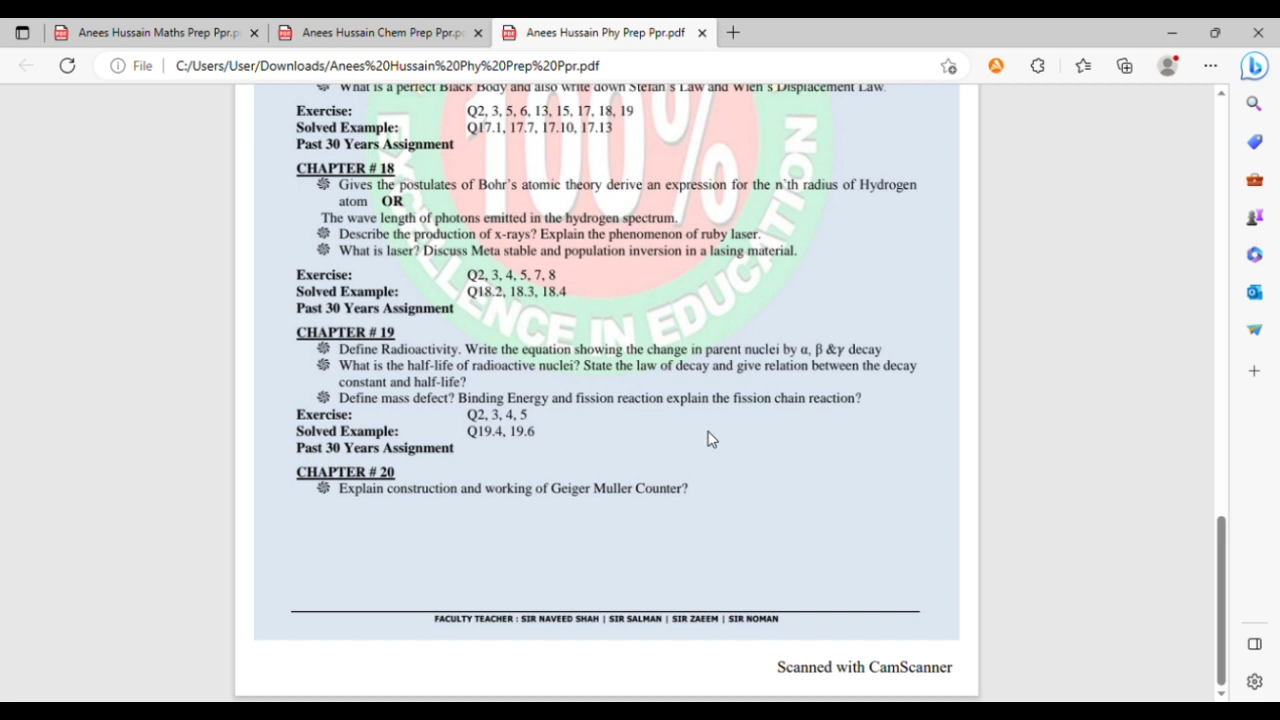 Anees Hussain Maths Prep Ppr.p
Anees Hussain Chem Prep Ppr.pd
Anees Hussain Phy Prep Ppr.pdf
File
C:/Users/User/Downloads/Anees%20Hussain%20Phy%20Prep%20Ppr.pdf
What is a perfect Black Body and also write down Stefan's Law and Wien's Displacement Law.
Exercise: Q2, 3, 5, 6, 13, 15, 17, 18, 19
Solved Example: Q17.1, 17.7, 17.10, 17.13
Past 30 Years Assignment
CHAPTER # 18
Gives the postulates of Bohr's atomic theory derive an expression for the n`th radius of Hydrogen
atom OR
The wave length of photons emitted in the hydrogen spectrum.
Describe the production of x-rays? Explain the phenomenon of ruby laser.
What is laser? Discuss Meta stable and population inversion in a lasing material.
Exercise: Q2, 3, 4, 5, 7, 8
Solved Example: Q18.2, 18.3, 18.4
Past 30 Years Assignment
CHAPTER # 19
Define Radioactivity. Write the equation showing the change in parent nuclei by α, β &γ decay
What is the half-life of radioactive nuclei? State the law of decay and give relation between the decay
constant and half-life?
Define mass defect? Binding Energy and fission reaction explain the fission chain reaction?
Exercise: Q2, 3, 4, 5
Solved Example: Q19.4, 19.6
Past 30 Years Assignment
CHAPTER # 20
Explain construction and working of Geiger Muller Counter?
100%
EXCELLENCE IN EDUCATION
FACULTY TEACHER : SIR NAVEED SHAH | SIR SALMAN | SIR ZAEEM | SIR NOMAN
Scanned with CamScanner